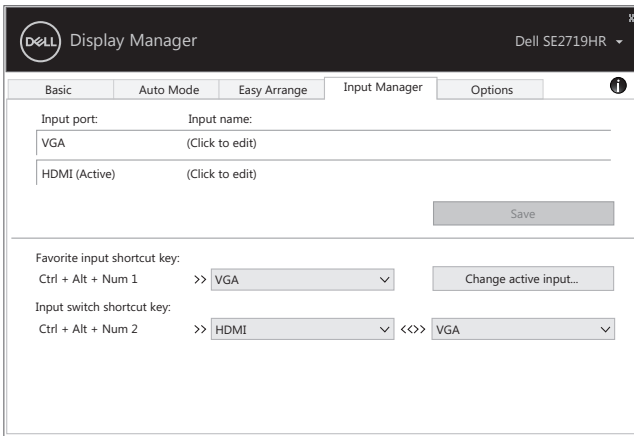 DELL Display Manager Dell SE2719HR
Basic Auto Mode Easy Arrange Input Manager Options
Input port: Input name:
VGA (Click to edit)
HDMI (Active) (Click to edit)
Save
Favorite input shortcut key:
Ctrl + Alt + Num 1 >> VGA Change active input...
Input switch shortcut key:
Ctrl + Alt + Num 2 >> HDMI <<>> VGA